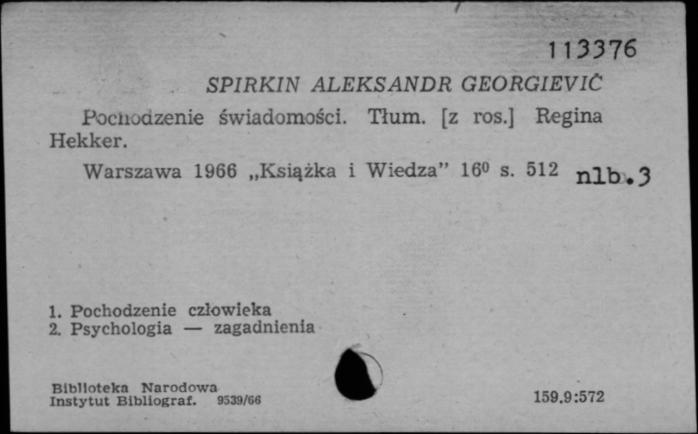 113376
SPIRKIN ALEKSANDR GEORGIEVIČ
Pochodzenie świadomości. Tłum. [z ros.] Regina
Hekker.
Warszawa 1966 „Książka i Wiedza” 16⁰ s. 512 nlb.3
1. Pochodzenie człowieka
2. Psychologia — zagadnienia
Biblioteka Narodowa
Instytut Bibliograf. 9539/66
159.9:572